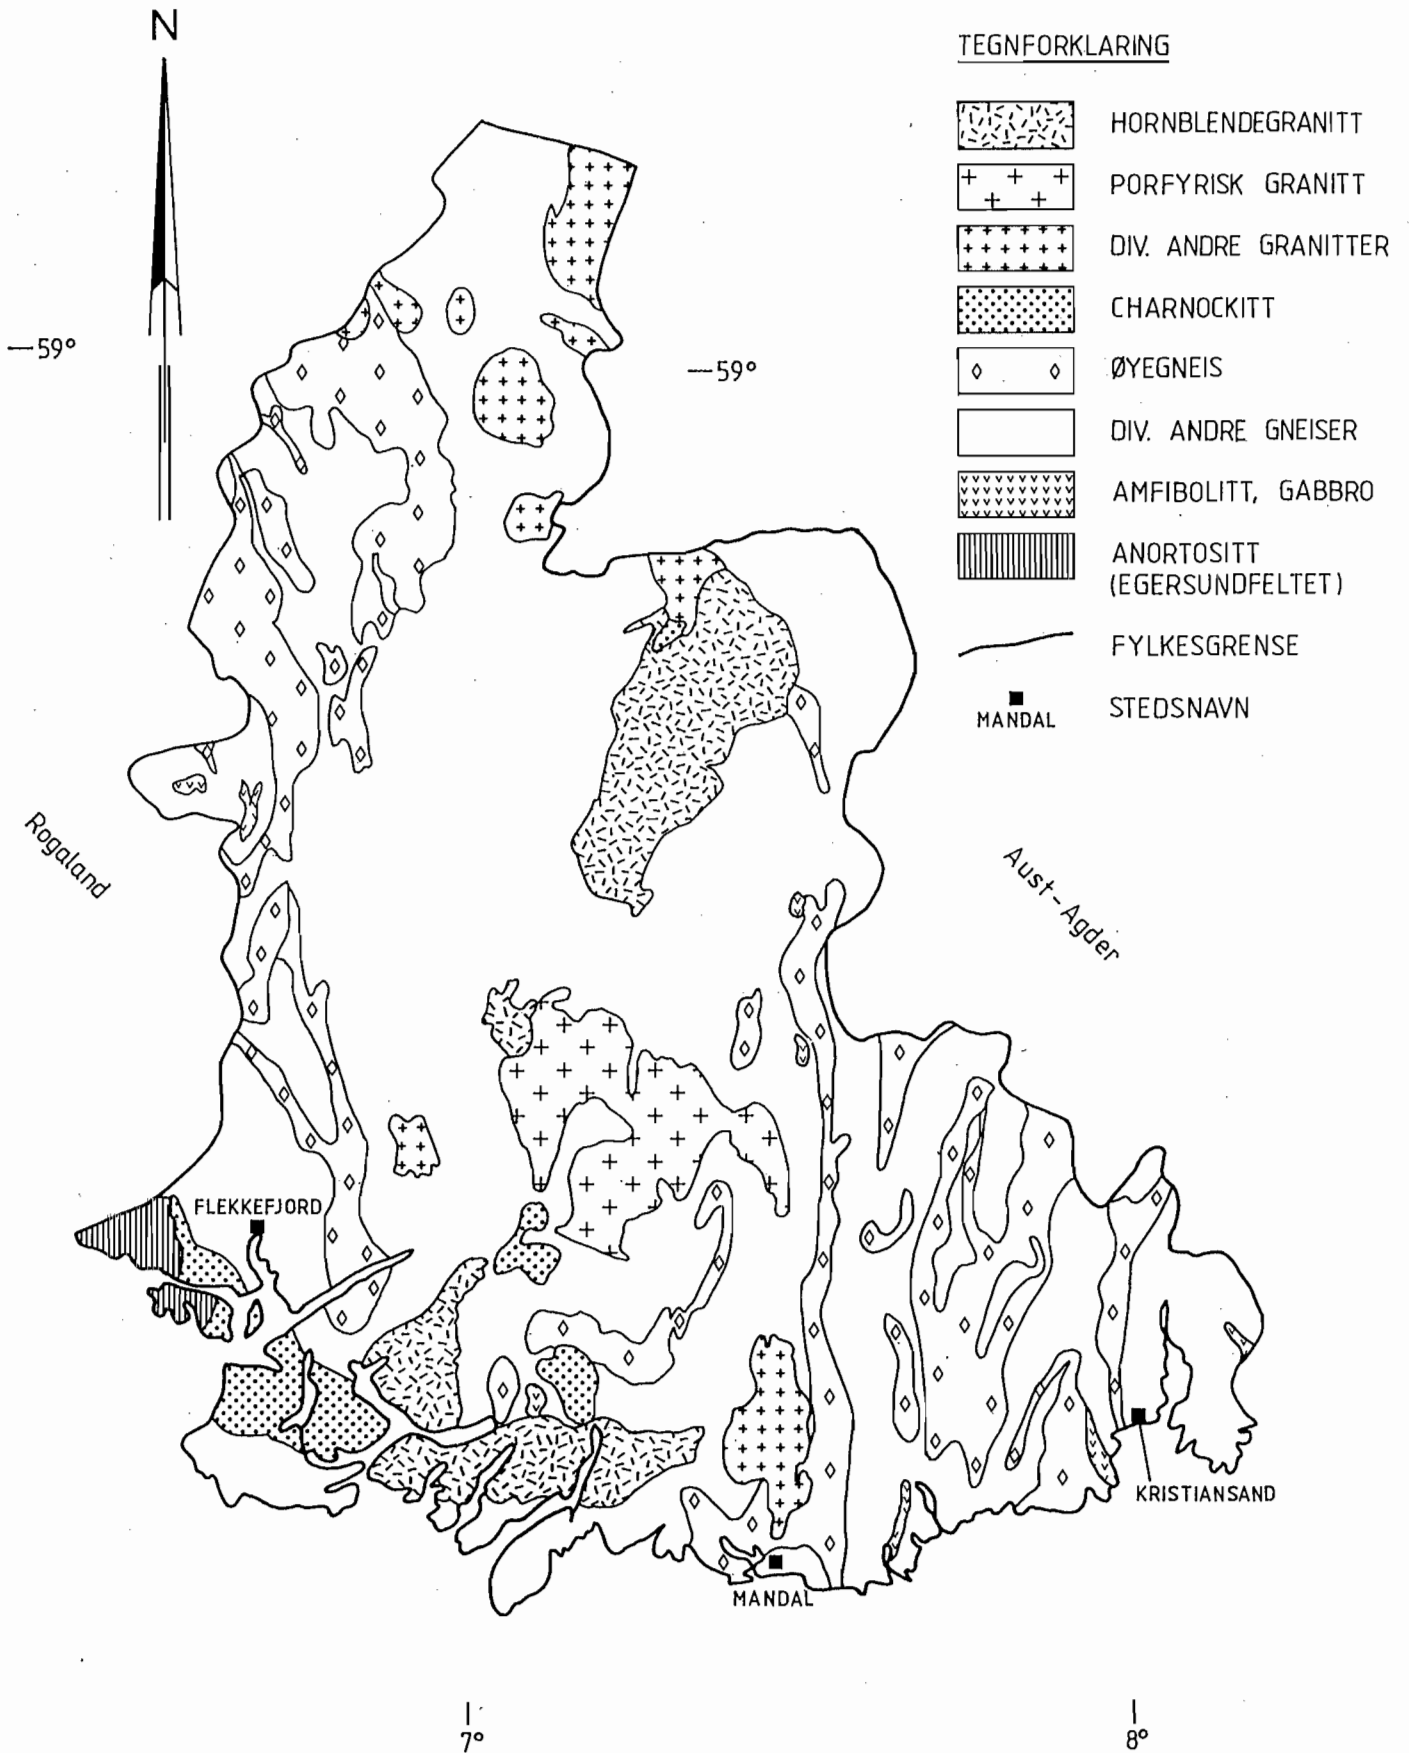 N
TEGNFORKLARING
HORNBLENDEGRANITT
PORFYRISK GRANITT
DIV. ANDRE GRANITTER
CHARNOCKITT
ØYEGNEIS
DIV. ANDRE GNEISER
AMFIBOLITT, GABBRO
ANORTOSITT
(EGERSUNDFELTET)
FYLKESGRENSE
MANDAL
STEDSNAVN
59°
59°
Rogaland
Aust-Agder
FLEKKEFJORD
KRISTIANSAND
MANDAL
7°
8°